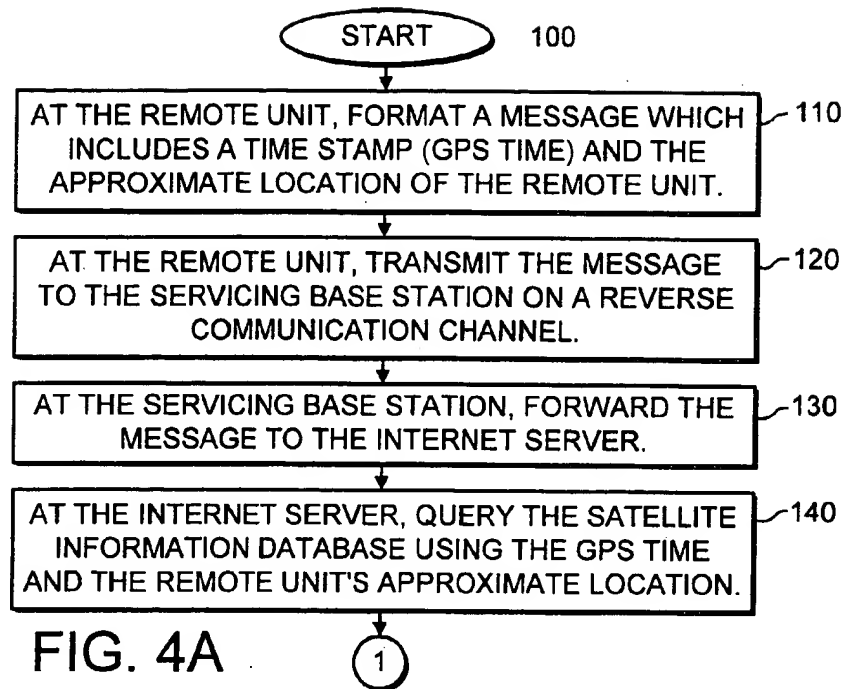 START 100
AT THE REMOTE UNIT, FORMAT A MESSAGE WHICH 110
INCLUDES A TIME STAMP (GPS TIME) AND THE
APPROXIMATE LOCATION OF THE REMOTE UNIT.
AT THE REMOTE UNIT, TRANSMIT THE MESSAGE 120
TO THE SERVICING BASE STATION ON A REVERSE
COMMUNICATION CHANNEL.
AT THE SERVICING BASE STATION, FORWARD THE 130
MESSAGE TO THE INTERNET SERVER.
AT THE INTERNET SERVER, QUERY THE SATELLITE 140
INFORMATION DATABASE USING THE GPS TIME
AND THE REMOTE UNIT'S APPROXIMATE LOCATION.
FIG. 4A 1